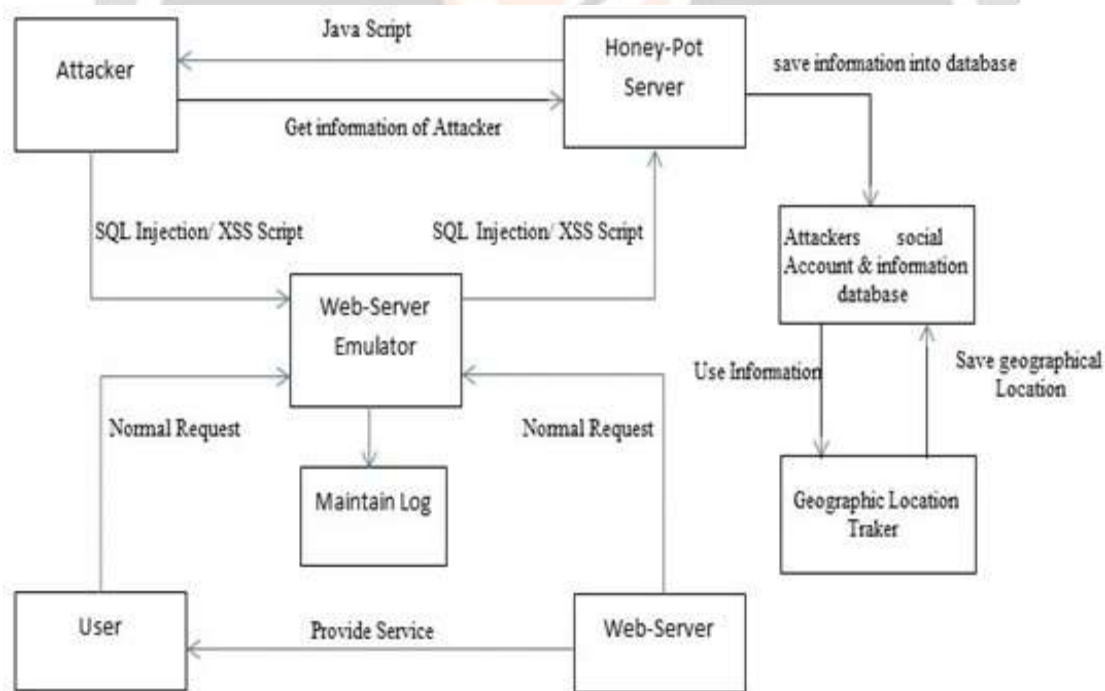 Java Script
Attacker
Honey-Pot
Server
save information into database
Get information of Attacker
SQL Injection/ XSS Script
SQL Injection/ XSS Script
Attackers social
Account & information
database
Web-Server
Emulator
Use Information
Save geographical
Location
Normal Request
Normal Request
Maintain Log
Geographic Location
Traker
User
Provide Service
Web-Server